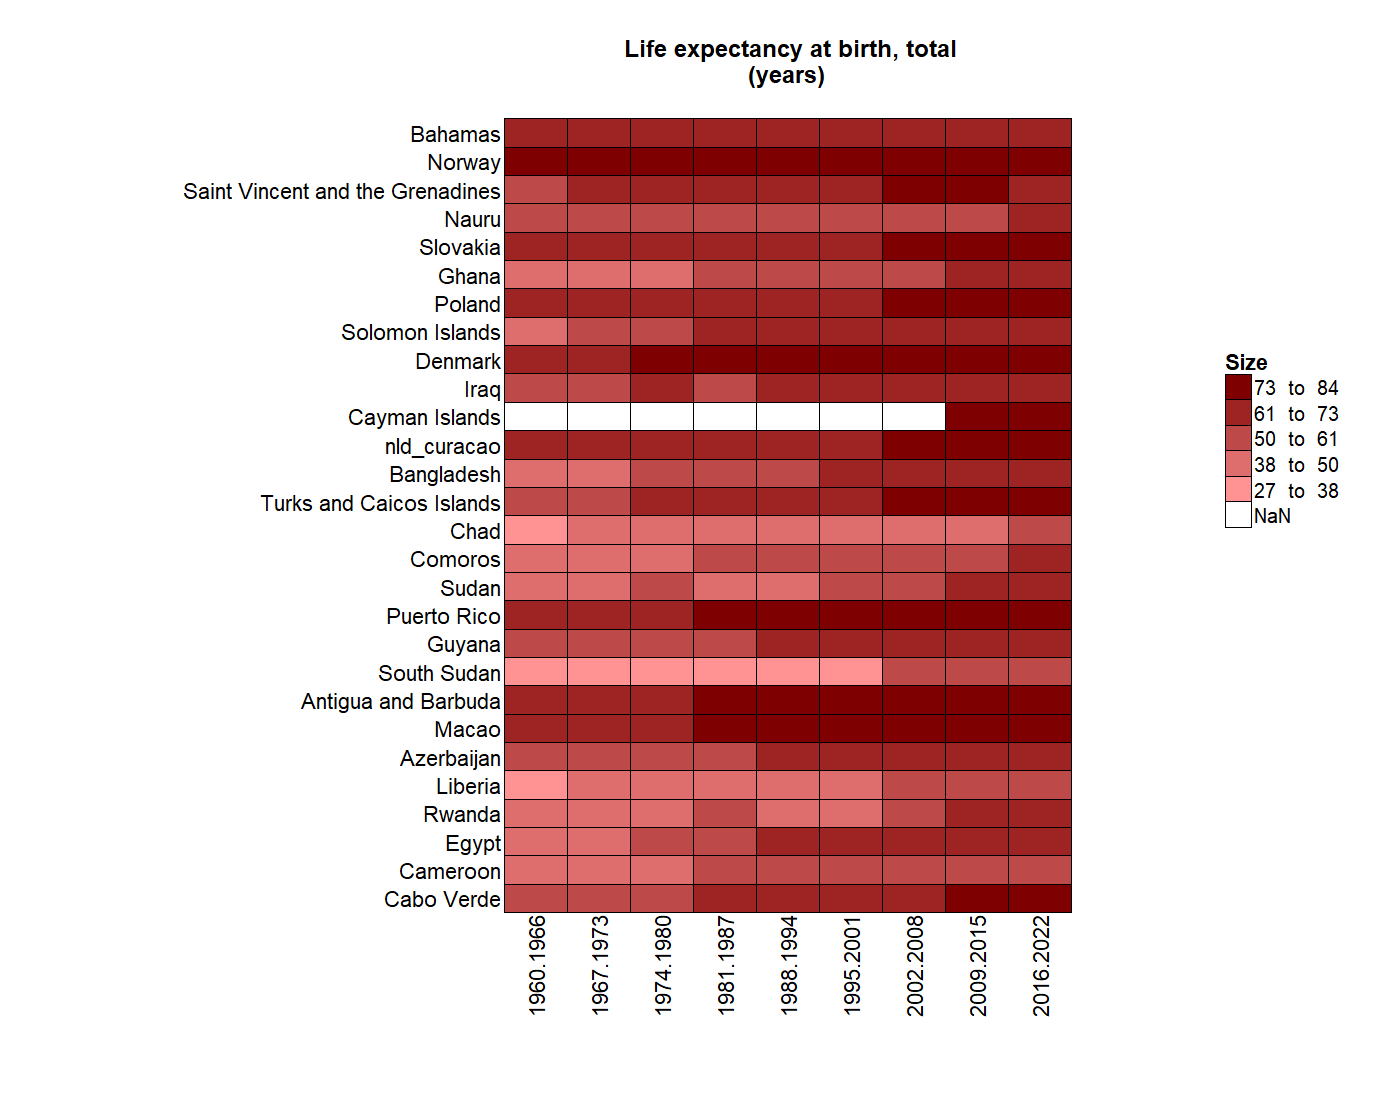 Life expectancy at birth, total
(years)
Bahamas
Norway
Saint Vincent and the Grenadines
Nauru
Slovakia
Ghana
Poland
Solomon Islands
Denmark
Iraq
Cayman Islands
nld_curacao
Bangladesh
Turks and Caicos Islands
Chad
Comoros
Sudan
Puerto Rico
Guyana
South Sudan
Antigua and Barbuda
Macao
Azerbaijan
Liberia
Rwanda
Egypt
Cameroon
Cabo Verde
1960.1966
1967.1973
1974.1980
1981.1987
1988.1994
1995.2001
2002.2008
2009.2015
2016.2022
Size
73 to 84
61 to 73
50 to 61
38 to 50
27 to 38
NaN